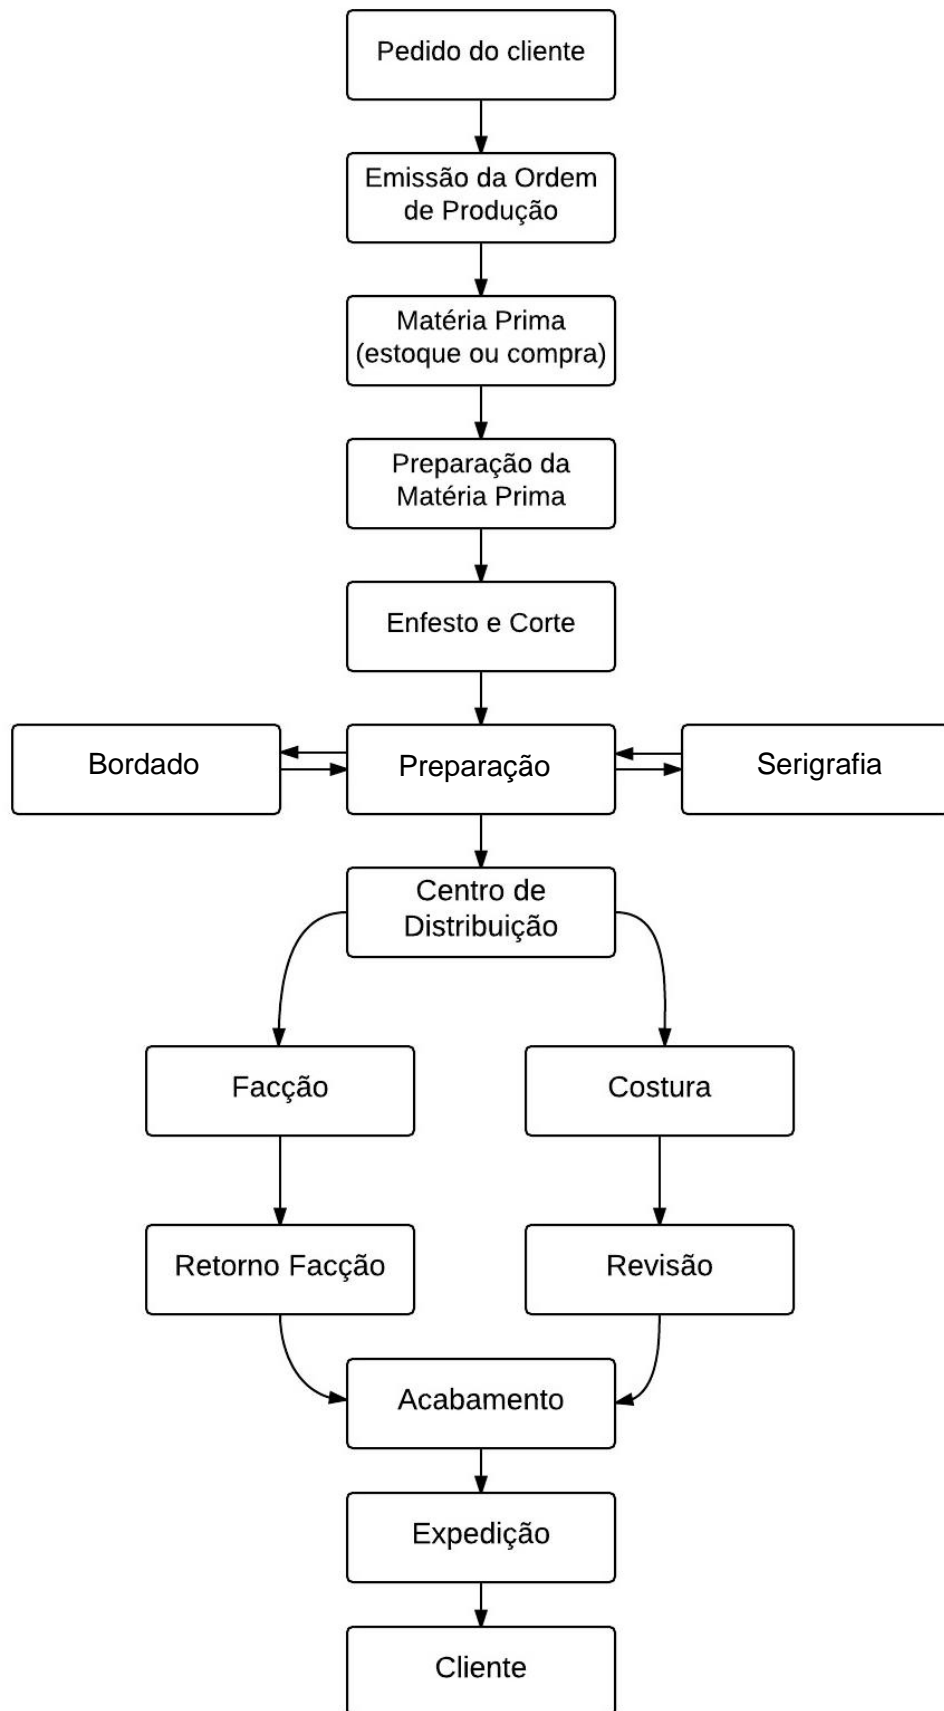 Pedido do cliente
Emissão da Ordem
de Produção
Matéria Prima
(estoque ou compra)
Preparação da
Matéria Prima
Enfesto e Corte
Bordado
Preparação
Serigrafia
Centro de
Distribuição
Facção
Costura
Retorno Facção
Revisão
Acabamento
Expedição
Cliente